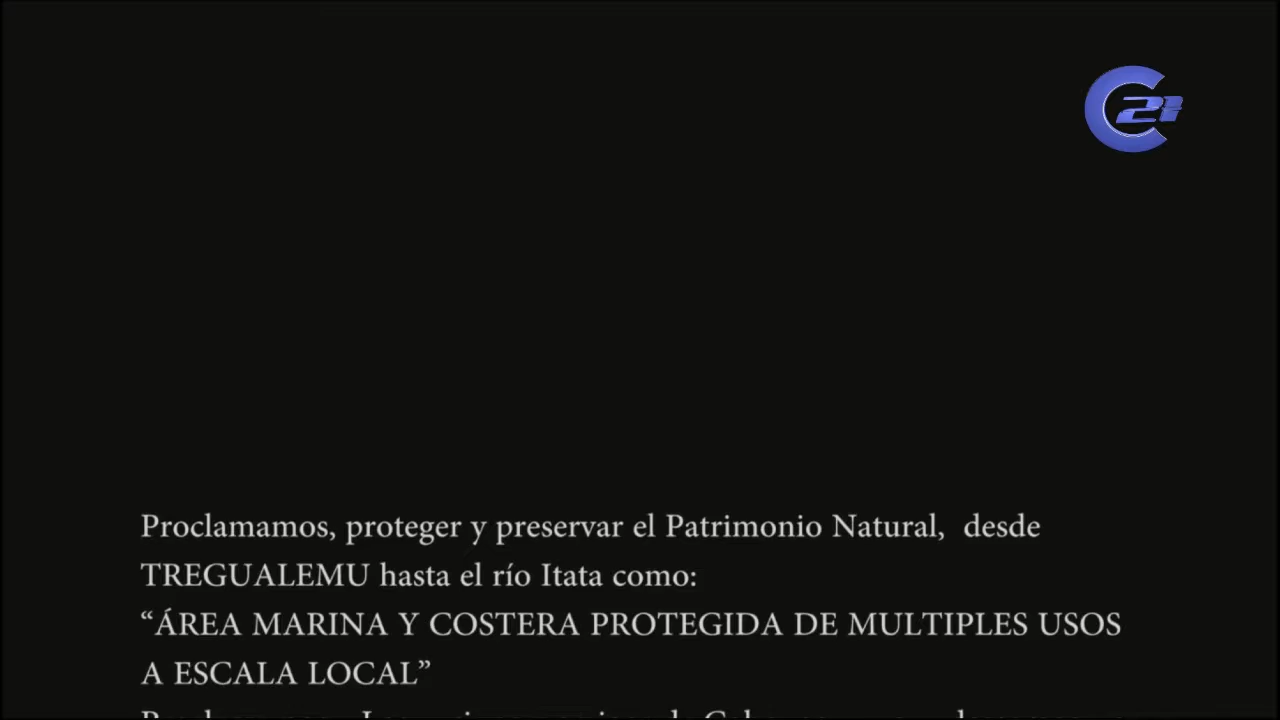 C21
Proclamamos, proteger y preservar el Patrimonio Natural, desde
TREGUALEMU hasta el río Itata como:
“ÁREA MARINA Y COSTERA PROTEGIDA DE MULTIPLES USOS
A ESCALA LOCAL”